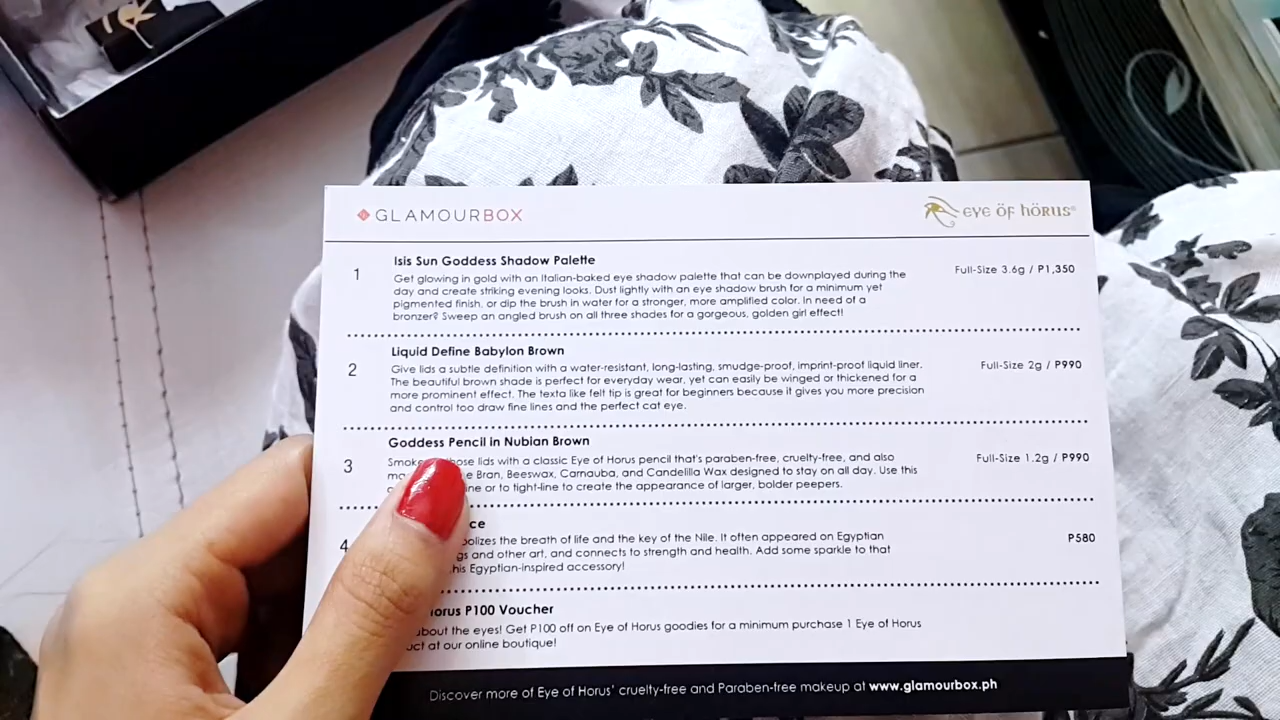 GLAMOURBOX
EYE ÖF HÖRUS®
1
Isis Sun Goddess Shadow Palette
Full-Size 3.6g / P1,350
Get glowing in gold with an Italian-baked eye shadow palette that can be downplayed during the
day and create striking evening looks. Dust lightly with an eye shadow brush for a minimum yet
pigmented finish, or dip the brush in water for a stronger, more amplified color. In need of a
bronzer? Sweep an angled brush on all three shades for a gorgeous, golden girl effect!
2
Liquid Define Babylon Brown
Full-Size 2g / P990
Give lids a subtle definition with a water-resistant, long-lasting, smudge-proof, imprint-proof liquid liner.
The beautiful brown shade is perfect for everyday wear, yet can easily be winged or thickened for a
more prominent effect. The texta like felt tip is great for beginners because it gives you more precision
and control too draw fine lines and the perfect cat eye.
3
Goddess Pencil in Nubian Brown
Full-Size 1.2g / P990
lids with a classic Eye of Horus pencil that's paraben-free, cruelty-free, and also
Bran, Beeswax, Carnauba, and Candelilla Wax designed to stay on all day. Use this
or to tight-line to create the appearance of larger, bolder peepers.
4
P580
the breath of life and the key of the Nile. It often appeared on Egyptian
and other art, and connects to strength and health. Add some sparkle to that
Egyptian-inspired accessory!
P100 Voucher
the eyes! Get P100 off on Eye of Horus goodies for a minimum purchase 1 Eye of Horus
at our online boutique!
Discover more of Eye of Horus' cruelty-free and Paraben-free makeup at www.glamourbox.ph